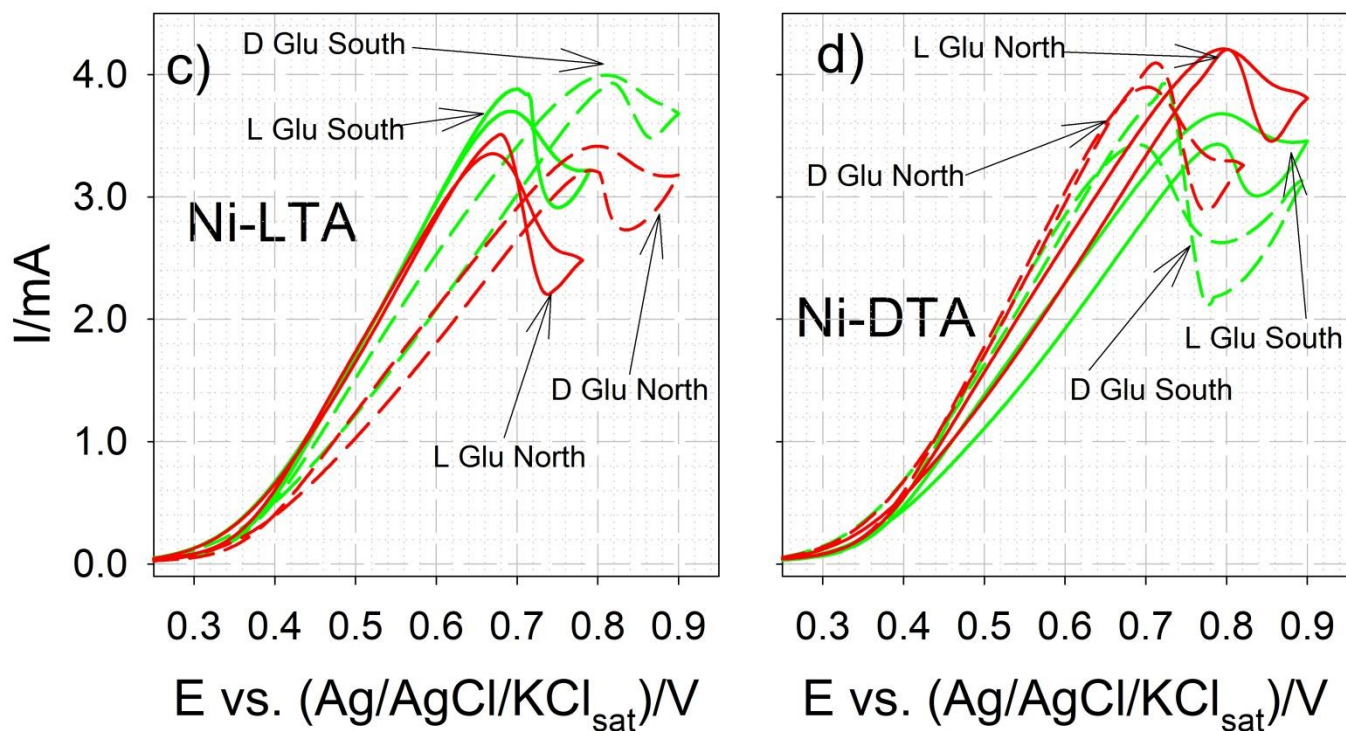 c)
D Glu South
4.0
L Glu South
3.0
Ni-LTA
I/mA
2.0
D Glu North
1.0
L Glu North
0.0
0.3 0.4 0.5 0.6 0.7 0.8 0.9
E vs. (Ag/AgCl/KCl_sat)/V
d)
L Glu North
D Glu North
Ni-DTA
L Glu South
D Glu South
0.3 0.4 0.5 0.6 0.7 0.8 0.9
E vs. (Ag/AgCl/KCl_sat)/V